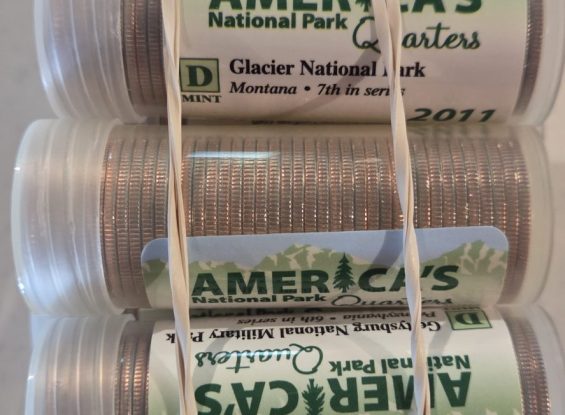 AMERICA'S
National Park
Quarters
D
MINT
Glacier National Park
Montana • 7th in series
2011
AMERICA'S
National Park Quarters
D
Gettysburg National Military Park
Pennsylvania • 6th in series
AMERICA'S
National Park
Quarters